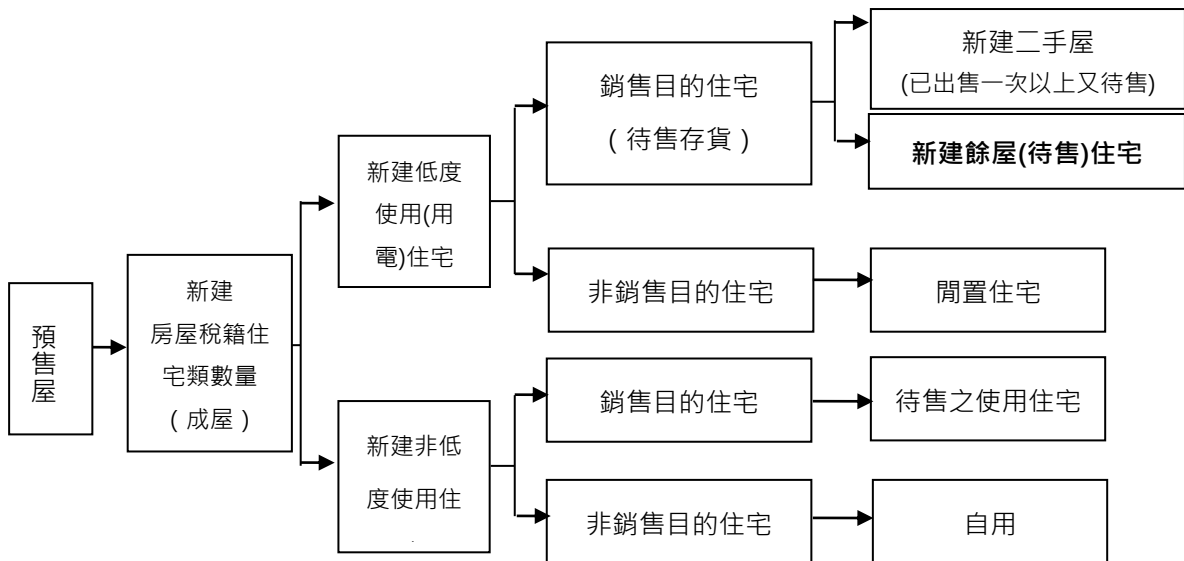 預
售
屋
新建
房屋稅籍住
宅類數量
（成屋）
新建低度
使用(用
電)住宅
新建非低
度使用住
銷售目的住宅
（待售存貨）
非銷售目的住宅
銷售目的住宅
非銷售目的住宅
新建二手屋
(已出售一次以上又待售)
新建餘屋(待售)住宅
閒置住宅
待售之使用住宅
自用